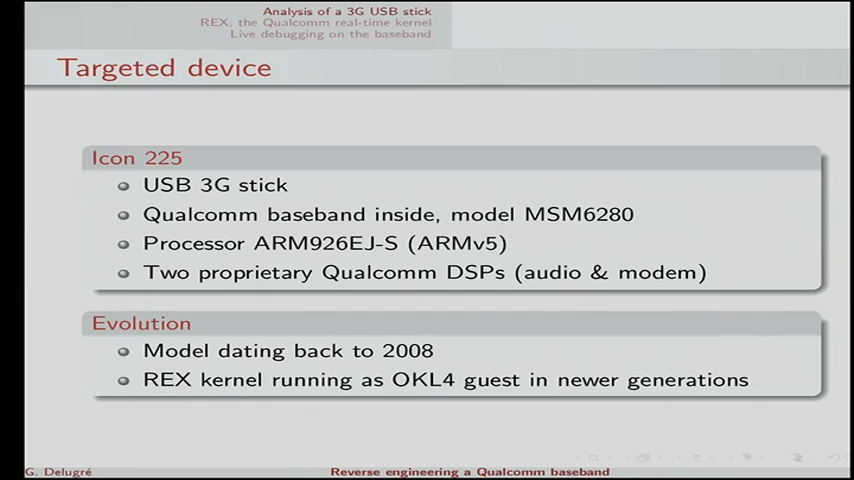 Analysis of a 3G USB stick
REX, the Qualcomm real-time kernel
Live debugging on the baseband
Targeted device
Icon 225
USB 3G stick
Qualcomm baseband inside, model MSM6280
Processor ARM926EJ-S (ARMv5)
Two proprietary Qualcomm DSPs (audio & modem)
Evolution
Model dating back to 2008
REX kernel running as OKL4 guest in newer generations
G. Delugré
Reverse engineering a Qualcomm baseband